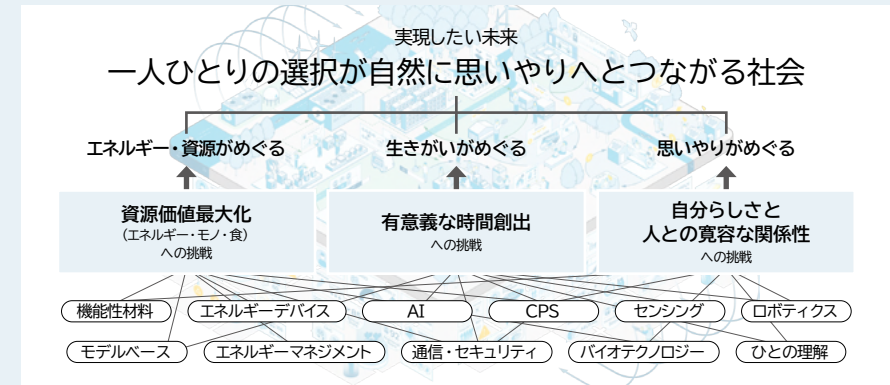 実現したい未来
一人ひとりの選択が自然に思いやりへとつながる社会
エネルギー・資源がめぐる
生きがいがめぐる
思いやりがめぐる
資源価値最大化
(エネルギー・モノ・食)
への挑戦
有意義な時間創出
への挑戦
自分らしさと
人との寛容な関係性
への挑戦
機能性材料
エネルギーデバイス
AI
CPS
センシング
ロボティクス
モデルベース
エネルギーマネジメント
通信・セキュリティ
バイオテクノロジー
ひとの理解